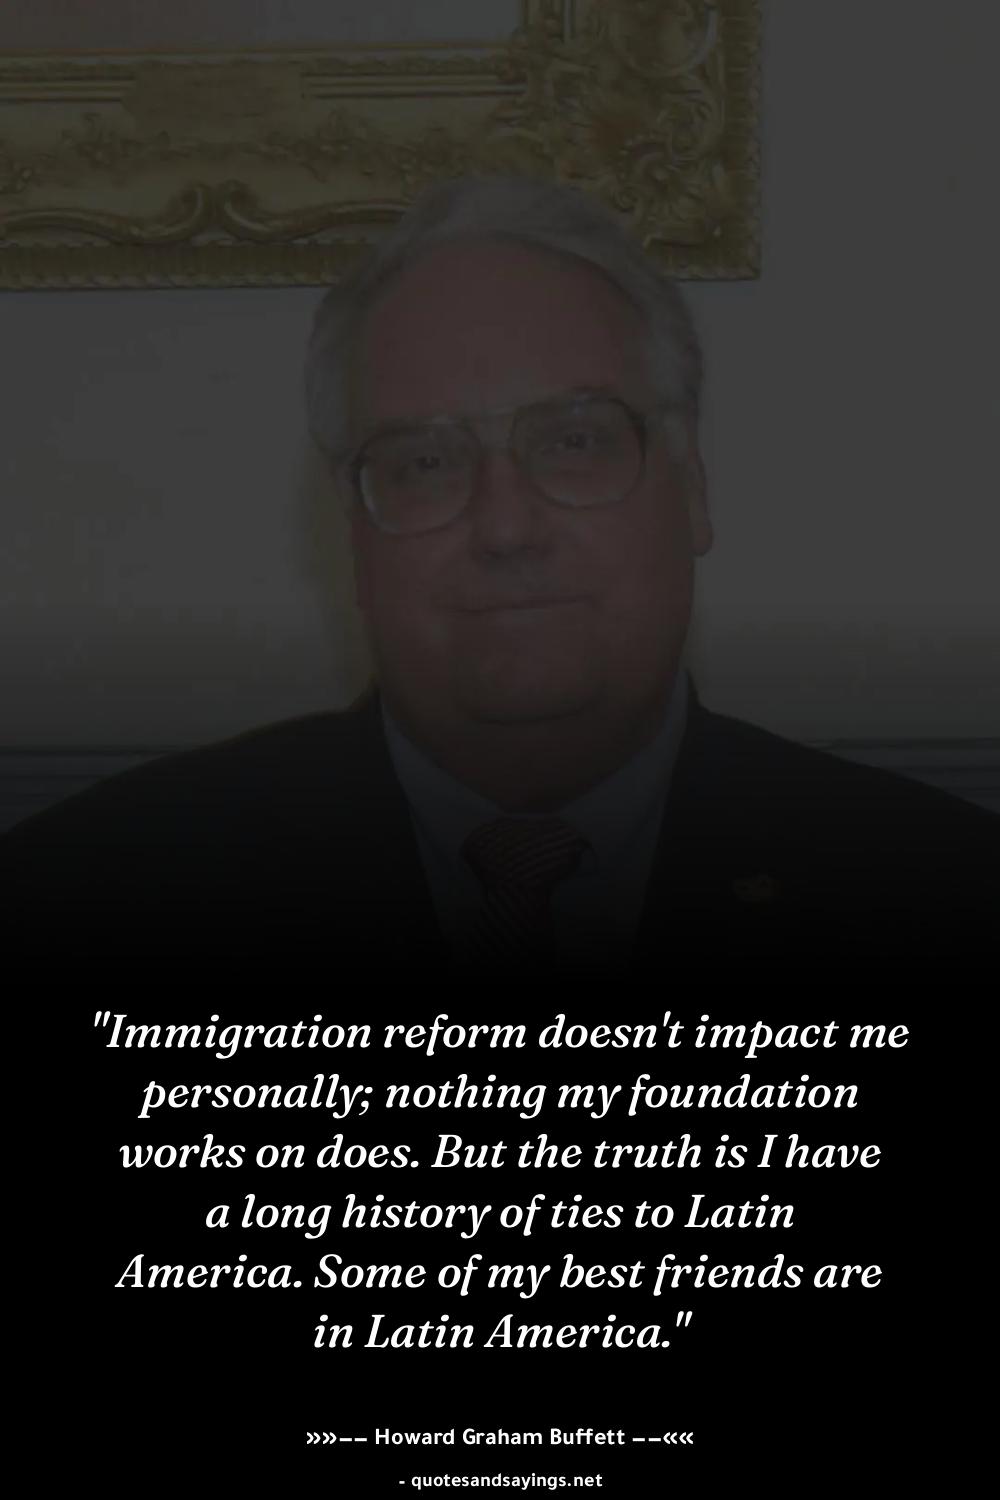 "Immigration reform doesn't impact me
personally; nothing my foundation
works on does. But the truth is I have
a long history of ties to Latin
America. Some of my best friends are
in Latin America."
»»−− Howard Graham Buffett −−««
- quotesandsayings.net